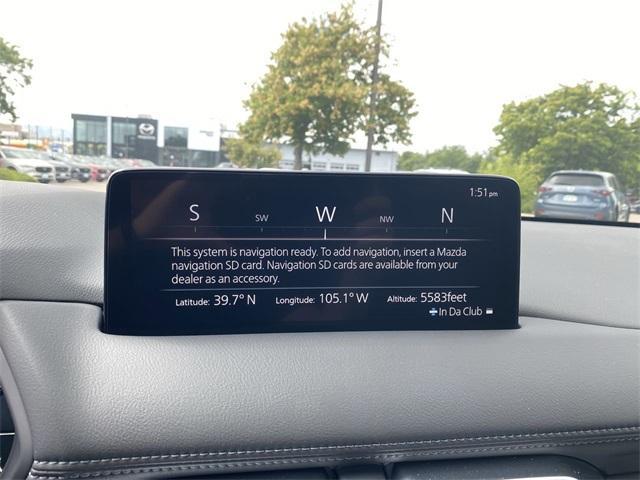 1:51pm
S SW W NW N
This system is navigation ready. To add navigation, insert a Mazda
navigation SD card. Navigation SD cards are available from your
dealer as an accessory.
Latitude: 39.7° N Longitude: 105.1° W Altitude: 5583feet
In Da Club